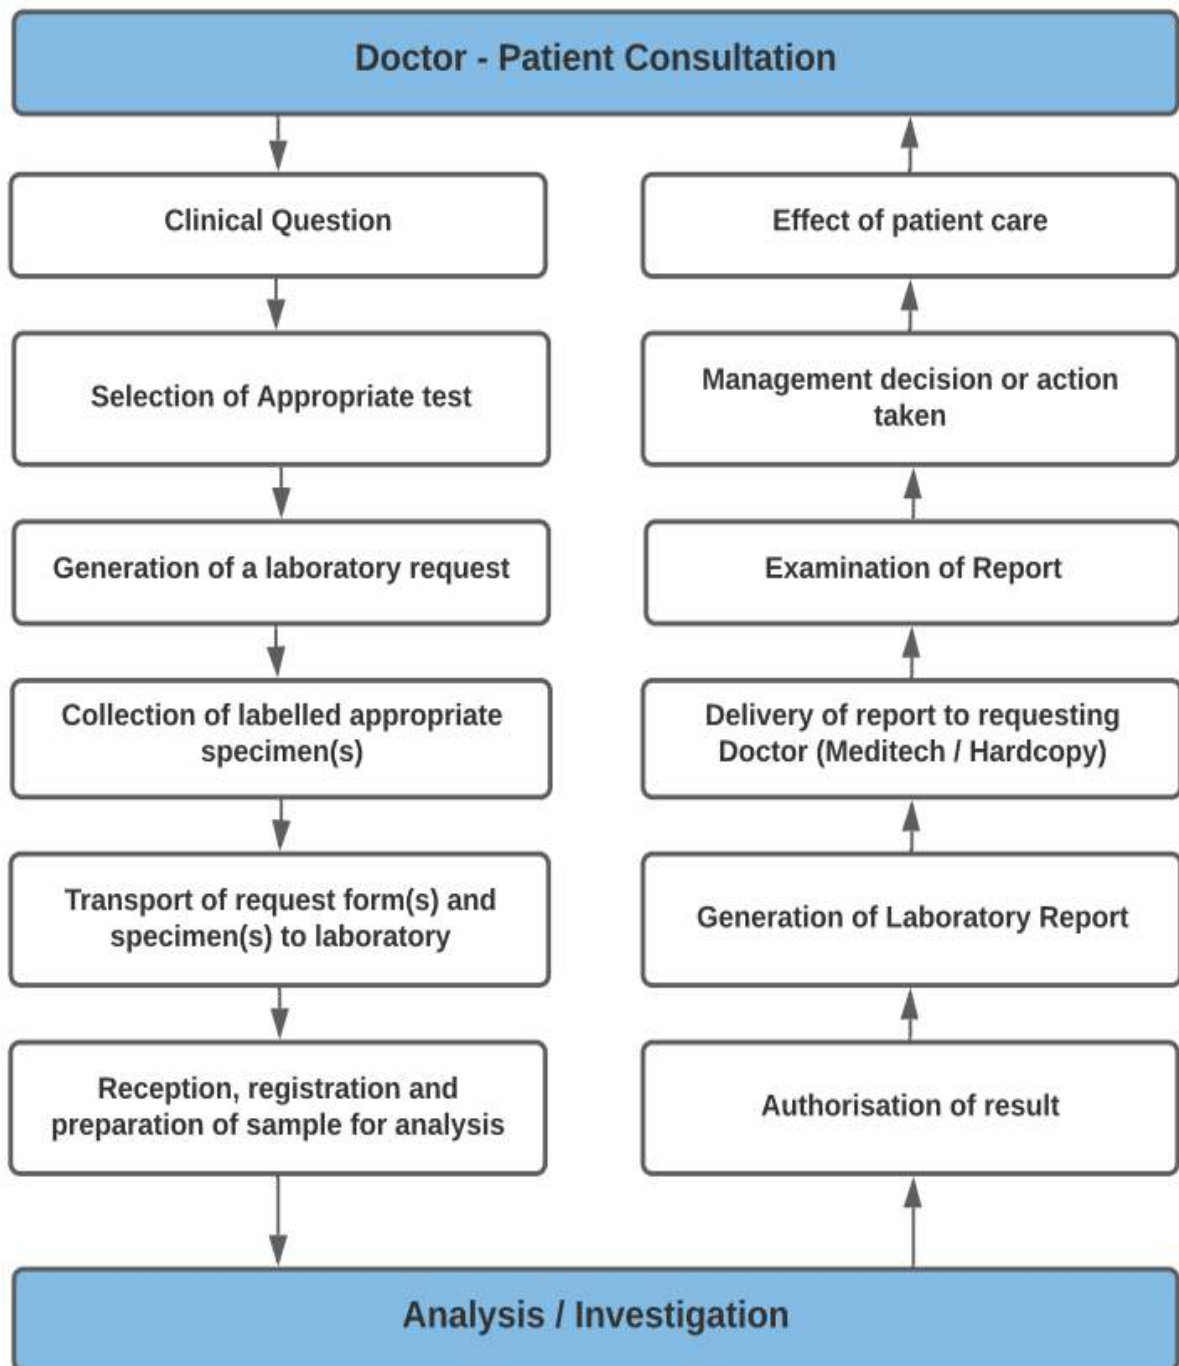 Doctor - Patient Consultation
Clinical Question
Selection of Appropriate test
Generation of a laboratory request
Collection of labelled appropriate
specimen(s)
Transport of request form(s) and
specimen(s) to laboratory
Reception, registration and
preparation of sample for analysis
Analysis / Investigation
Authorisation of result
Generation of Laboratory Report
Delivery of report to requesting
Doctor (Meditech / Hardcopy)
Examination of Report
Management decision or action
taken
Effect of patient care